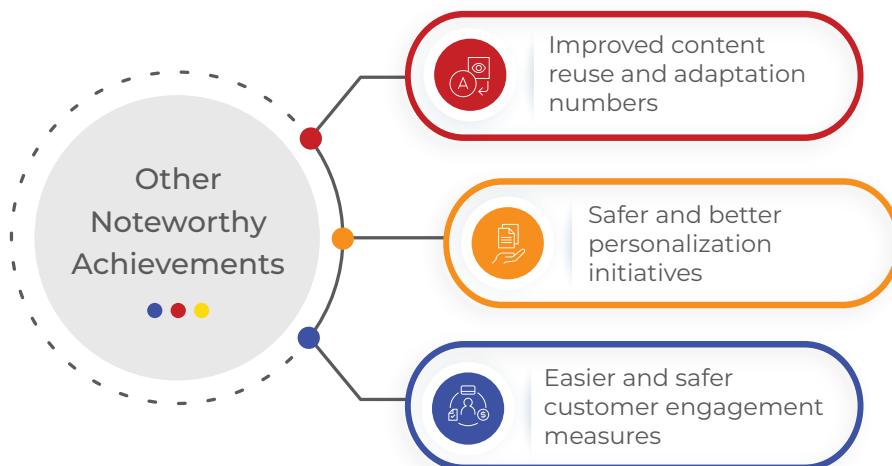 Other
Noteworthy
Achievements
Improved content
reuse and adaptation
numbers
A
Safer and better
personalization
initiatives
Easier and safer
customer engagement
measures
$